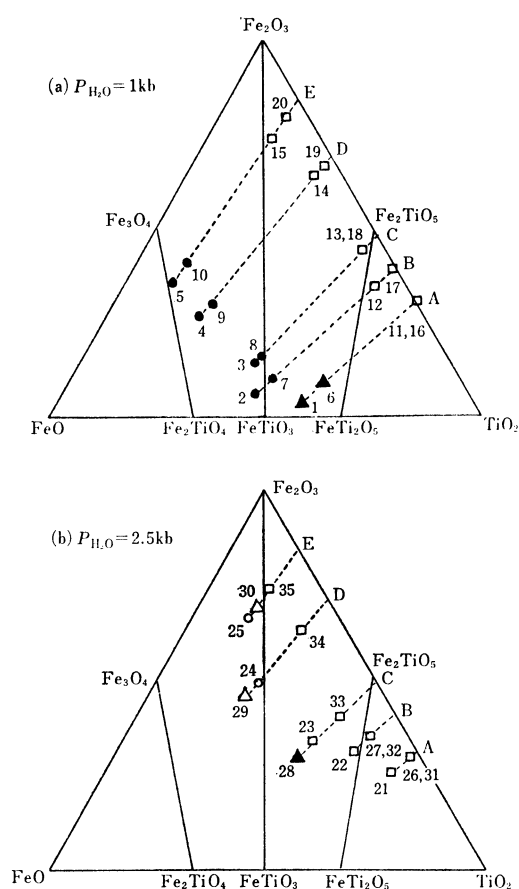 Fe₂O₃
(a) P H₂O = 1kb
E
20
15
19 D
14
Fe₃O₄
Fe₂TiO₅
13,18 C
10
B
5
17
12
A
4 9
8
11,16
3
7
6
2
1
FeO Fe₂TiO₄ FeTiO₃ FeTi₂O₅ TiO₂
Fe₂O₃
(b) P H₂O = 2.5kb
E
30 35
25
D
34
24
Fe₃O₄
Fe₂TiO₅
C
29
33
B
23
27,32 A
28
22
21 26,31
FeO Fe₂TiO₄ FeTiO₃ FeTi₂O₅ TiO₂